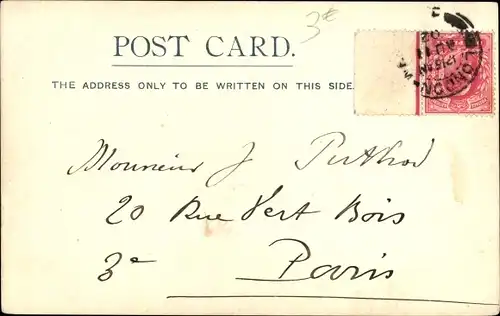 3e
POST CARD.
THE ADDRESS ONLY TO BE WRITTEN ON THIS SIDE.
LONDON
Monsieur J
20 Rue Vert Bois
3e
Paris